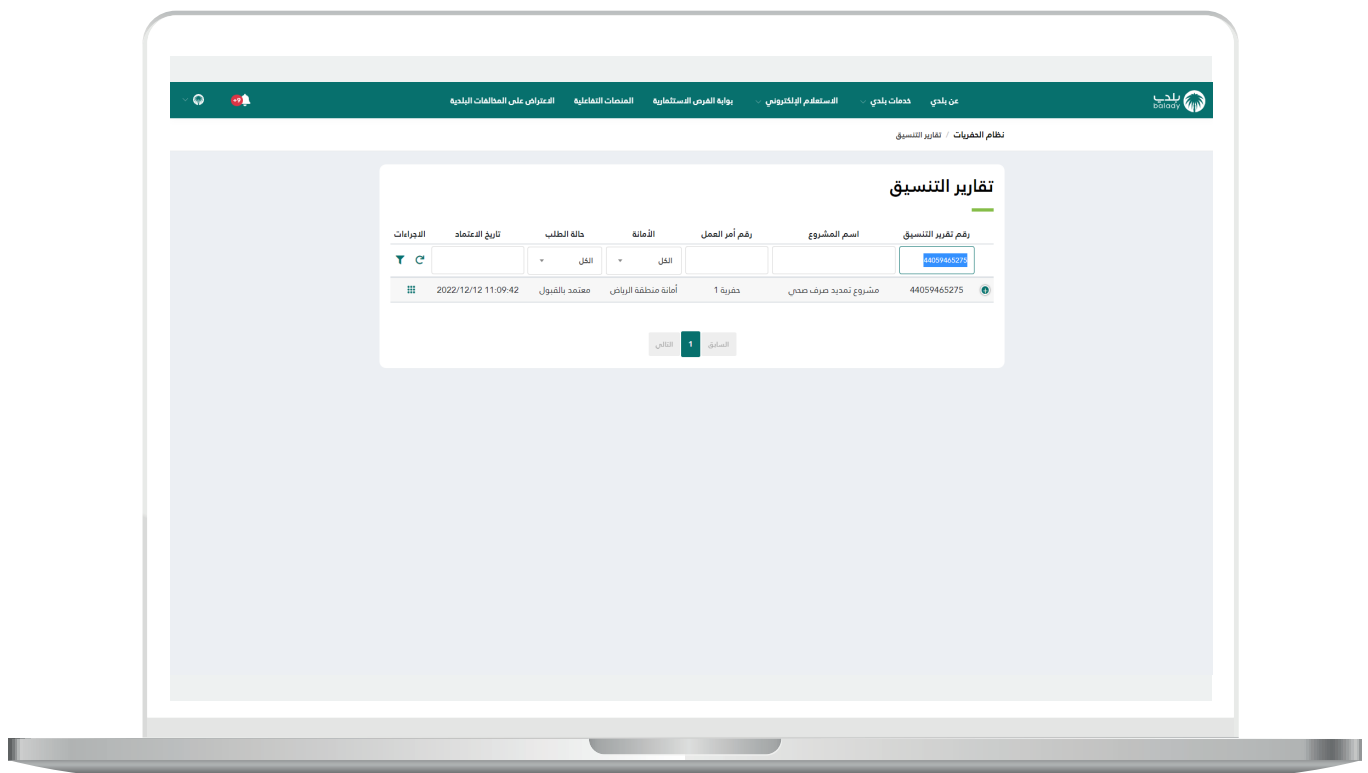 بلدي
balady
عن بلدي خدمات بلدي الاستعلام الإلكتروني بوابة الفرص الاستثمارية المنصات التفاعلية الاعتراض على المخالفات البلدية
+9
نظام الحفريات / تقارير التنسيق
تقارير التنسيق
رقم تقرير التنسيق اسم المشروع رقم أمر العمل الأمانة حالة الطلب تاريخ الاعتماد الاجراءات
44059465275 الكل الكل
44059465275 مشروع تمديد صرف صحي حفرية 1 أمانة منطقة الرياض معتمد بالقبول 2022/12/12 11:09:42
السابق 1 التالي